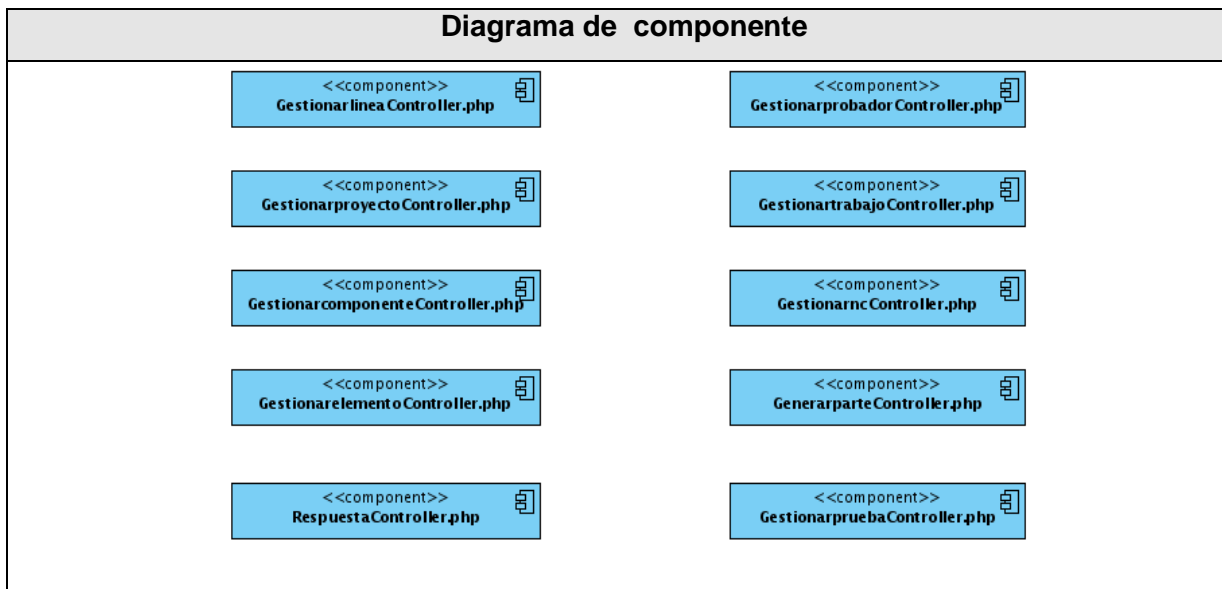 Diagrama de componente
<<component>>
GestionarlineaController.php
<<component>>
GestionarprobadorController.php
<<component>>
GestionarproyectoController.php
<<component>>
GestionartrabajoController.php
<<component>>
GestionarcomponenteController.php
<<component>>
GestionarncController.php
<<component>>
GestionarelementoController.php
<<component>>
GenerarparteController.php
<<component>>
RespuestaController.php
<<component>>
GestionarpruebaController.php